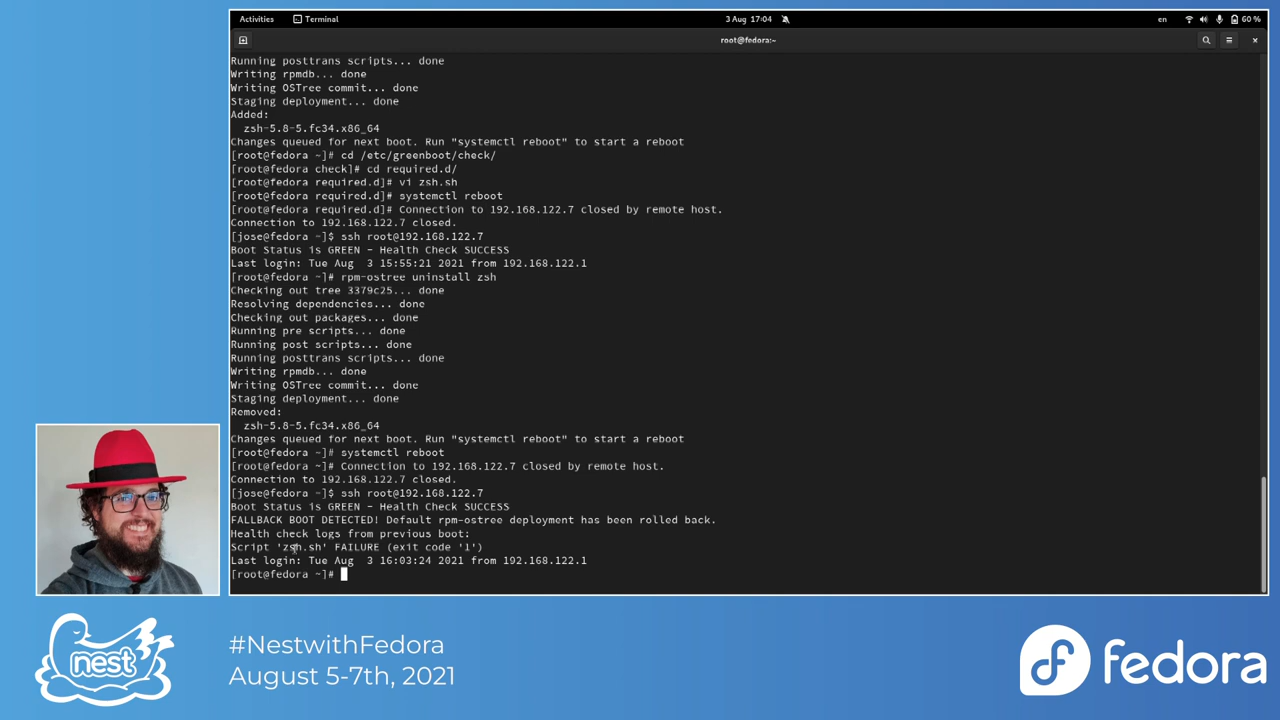 Activities
Terminal
3 Aug 17:04
en
60 %
root@fedora:~
Running posttrans scripts... done
Writing rpmdb... done
Writing OSTree commit... done
Staging deployment... done
Added:
zsh-5.8-5.fc34.x86_64
Changes queued for next boot. Run "systemctl reboot" to start a reboot
[root@fedora ~]# cd /etc/greenboot/check/
[root@fedora check]# cd required.d/
[root@fedora required.d]# vi zsh.sh
[root@fedora required.d]# systemctl reboot
[root@fedora required.d]# Connection to 192.168.122.7 closed by remote host.
Connection to 192.168.122.7 closed.
[jose@fedora ~]$ ssh root@192.168.122.7
Boot Status is GREEN - Health Check SUCCESS
Last login: Tue Aug  3 15:55:21 2021 from 192.168.122.1
[root@fedora ~]# rpm-ostree uninstall zsh
Checking out tree 3379c25... done
Resolving dependencies... done
Checking out packages... done
Running pre scripts... done
Running post scripts... done
Running posttrans scripts... done
Writing rpmdb... done
Writing OSTree commit... done
Staging deployment... done
Removed:
zsh-5.8-5.fc34.x86_64
Changes queued for next boot. Run "systemctl reboot" to start a reboot
[root@fedora ~]# systemctl reboot
[root@fedora ~]# Connection to 192.168.122.7 closed by remote host.
Connection to 192.168.122.7 closed.
[jose@fedora ~]$ ssh root@192.168.122.7
Boot Status is GREEN - Health Check SUCCESS
FALLBACK BOOT DETECTED! Default rpm-ostree deployment has been rolled back.
Health check logs from previous boot:
Script 'zsh.sh' FAILURE (exit code '1')
Last login: Tue Aug  3 16:03:24 2021 from 192.168.122.1
[root@fedora ~]#
nest
#NestwithFedora
August 5-7th, 2021
fedora